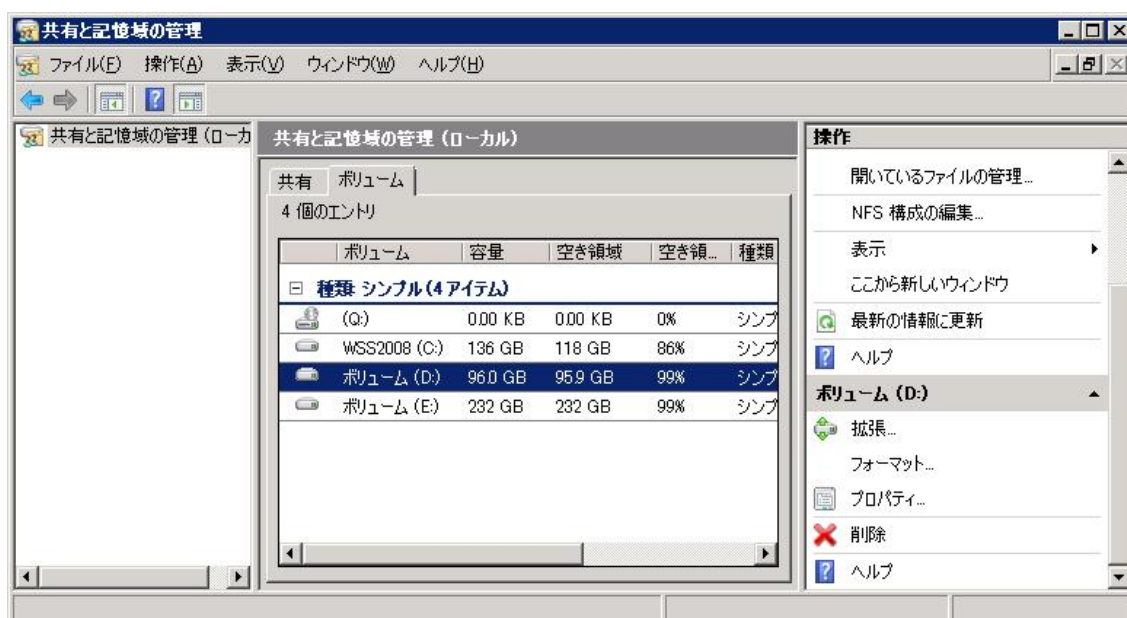 共有と記憶域の管理
ファイル(F) 操作(A) 表示(V) ウィンドウ(W) ヘルプ(H)
共有と記憶域の管理 (ローカ
共有と記憶域の管理 (ローカル)
共有 ボリューム
4 個のエントリ
ボリューム 容量 空き領域 空き領... 種類
種類: シンプル (4 アイテム)
(Q:) 0.00 KB 0.00 KB 0% シンプ
WSS2008 (C:) 136 GB 118 GB 86% シンプ
ボリューム (D:) 96.0 GB 95.9 GB 99% シンプ
ボリューム (E:) 232 GB 232 GB 99% シンプ
操作
開いているファイルの管理...
NFS 構成の編集...
表示
ここから新しいウィンドウ
最新の情報に更新
ヘルプ
ボリューム (D:)
拡張...
フォーマット...
プロパティ...
削除
ヘルプ